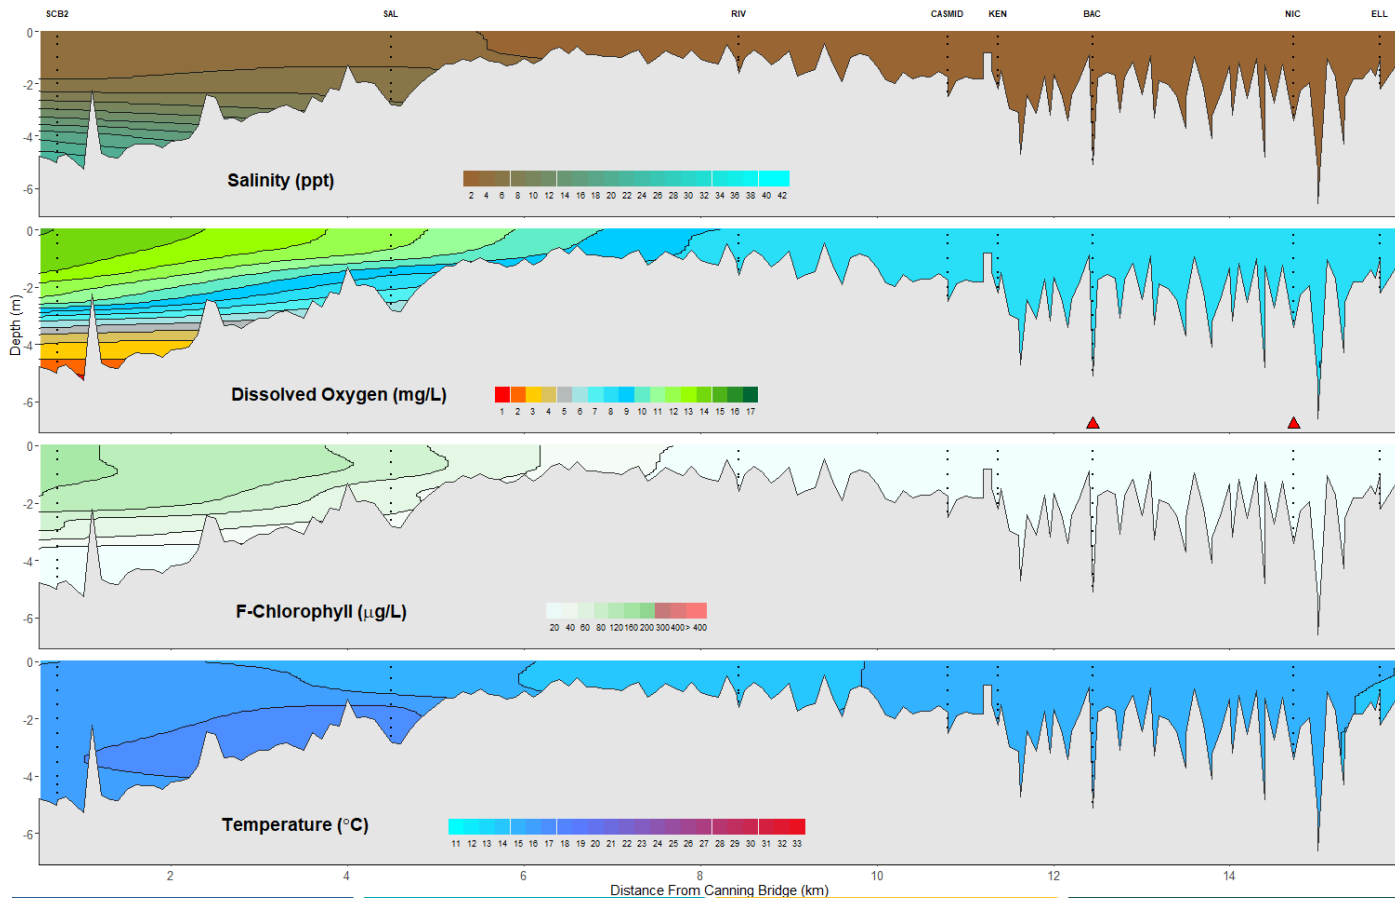 SCB2 SAL RIV CASMID KEN BAC NIC ELL
0
-2
-4
-6
Salinity (ppt)
2 4 6 8 10 12 14 16 18 20 22 24 26 28 30 32 34 36 38 40 42
0
-2
-4
-6
Depth (m)
Dissolved Oxygen (mg/L)
1 2 3 4 5 6 7 8 9 10 11 12 13 14 15 16 17
0
-2
-4
-6
F-Chlorophyll (μg/L)
20 40 60 80 120 160 200 300 400 > 400
0
-2
-4
-6
Temperature (°C)
11 12 13 14 15 16 17 18 19 20 21 22 23 24 25 26 27 28 29 30 31 32 33
2 4 6 8 10 12 14
Distance From Canning Bridge (km)